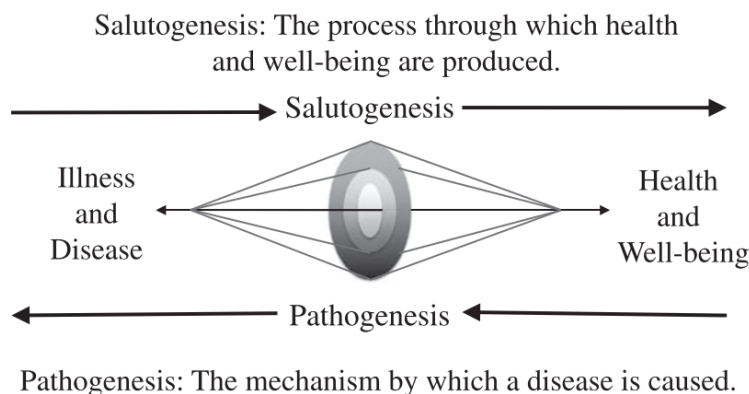 Salutogenesis: The process through which health
and well-being are produced.
Salutogenesis
Illness
and
Disease
Health
and
Well-being
Pathogenesis
Pathogenesis: The mechanism by which a disease is caused.